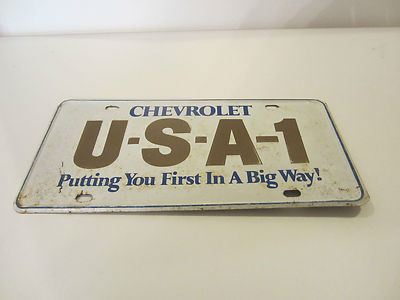 CHEVROLET
U-S-A-1
Putting You First In A Big Way!